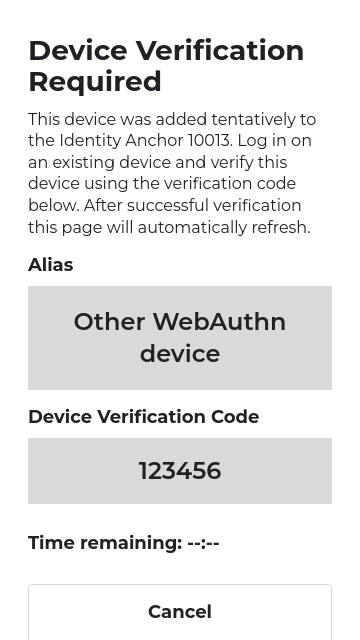 Device Verification
Required
This device was added tentatively to
the Identity Anchor 10013. Log in on
an existing device and verify this
device using the verification code
below. After successful verification
this page will automatically refresh.
Alias
Other WebAuthn
device
Device Verification Code
123456
Time remaining: --:--
Cancel